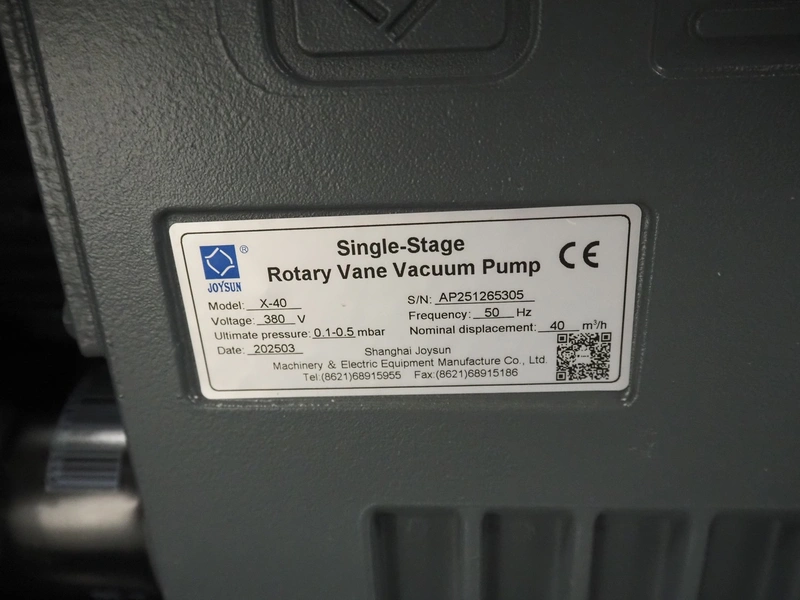 Single-Stage
Rotary Vane Vacuum Pump
CE
JOYSUN ®
Model: X-40
S/N: AP251265305
Voltage: 380 V
Frequency: 50 Hz
Ultimate pressure: 0.1-0.5 mbar
Nominal displacement: 40 m³/h
Date: 202503
Shanghai Joysun
Machinery & Electric Equipment Manufacture Co., Ltd.
Tel:(8621)68915955 Fax:(8621)68915186